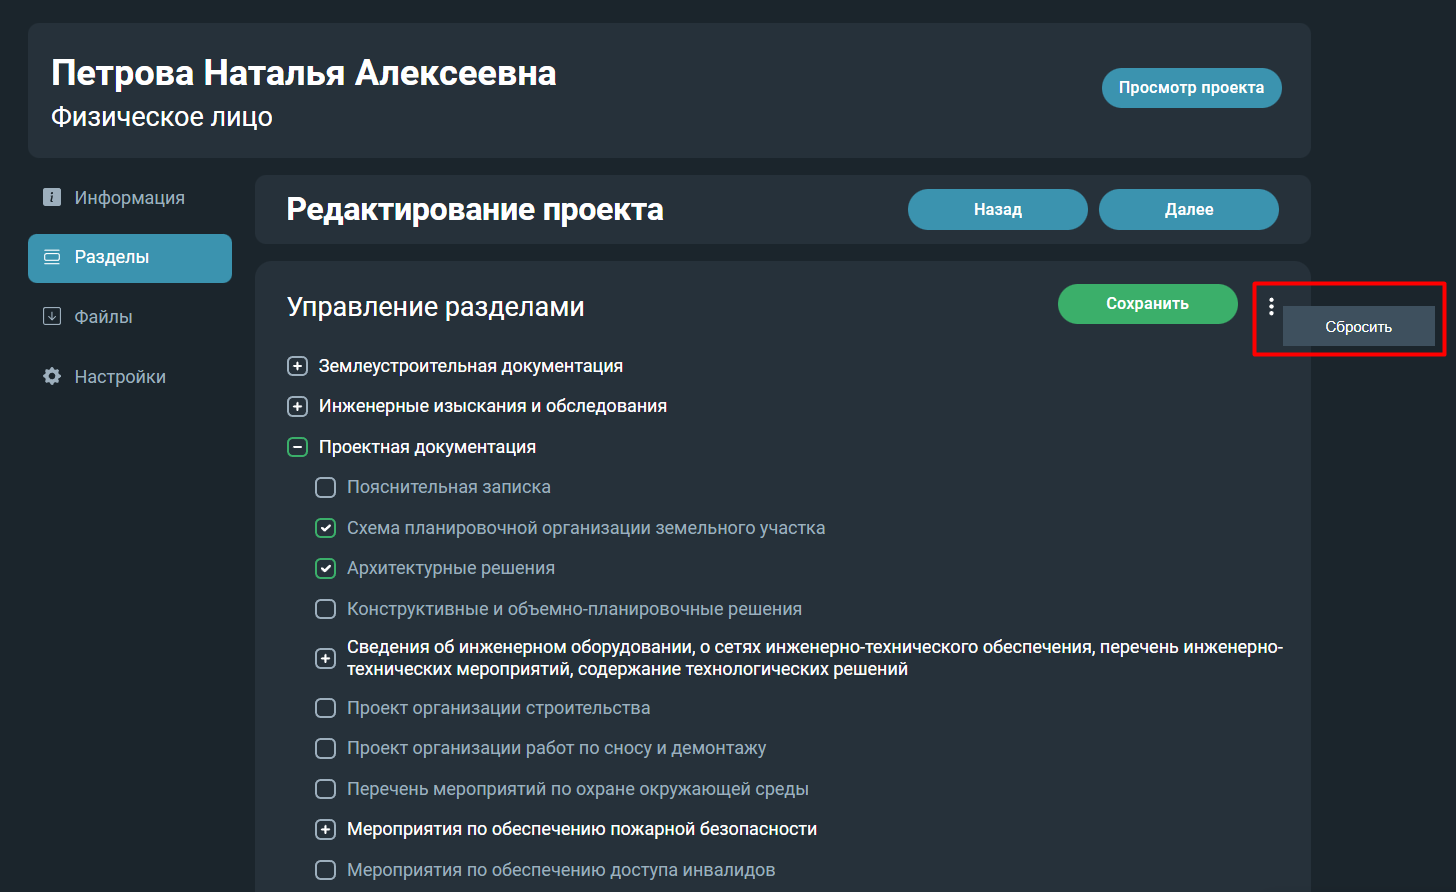 Петрова Наталья Алексеевна
Физическое лицо
Просмотр проекта
Информация
Разделы
Файлы
Настройки
Редактирование проекта
Назад
Далее
Управление разделами
Сохранить
Сбросить
Землеустроительная документация
Инженерные изыскания и обследования
Проектная документация
Пояснительная записка
Схема планировочной организации земельного участка
Архитектурные решения
Конструктивные и объемно-планировочные решения
Сведения об инженерном оборудовании, о сетях инженерно-технического обеспечения, перечень инженерно-
технических мероприятий, содержание технологических решений
Проект организации строительства
Проект организации работ по сносу и демонтажу
Перечень мероприятий по охране окружающей среды
Мероприятия по обеспечению пожарной безопасности
Мероприятия по обеспечению доступа инвалидов